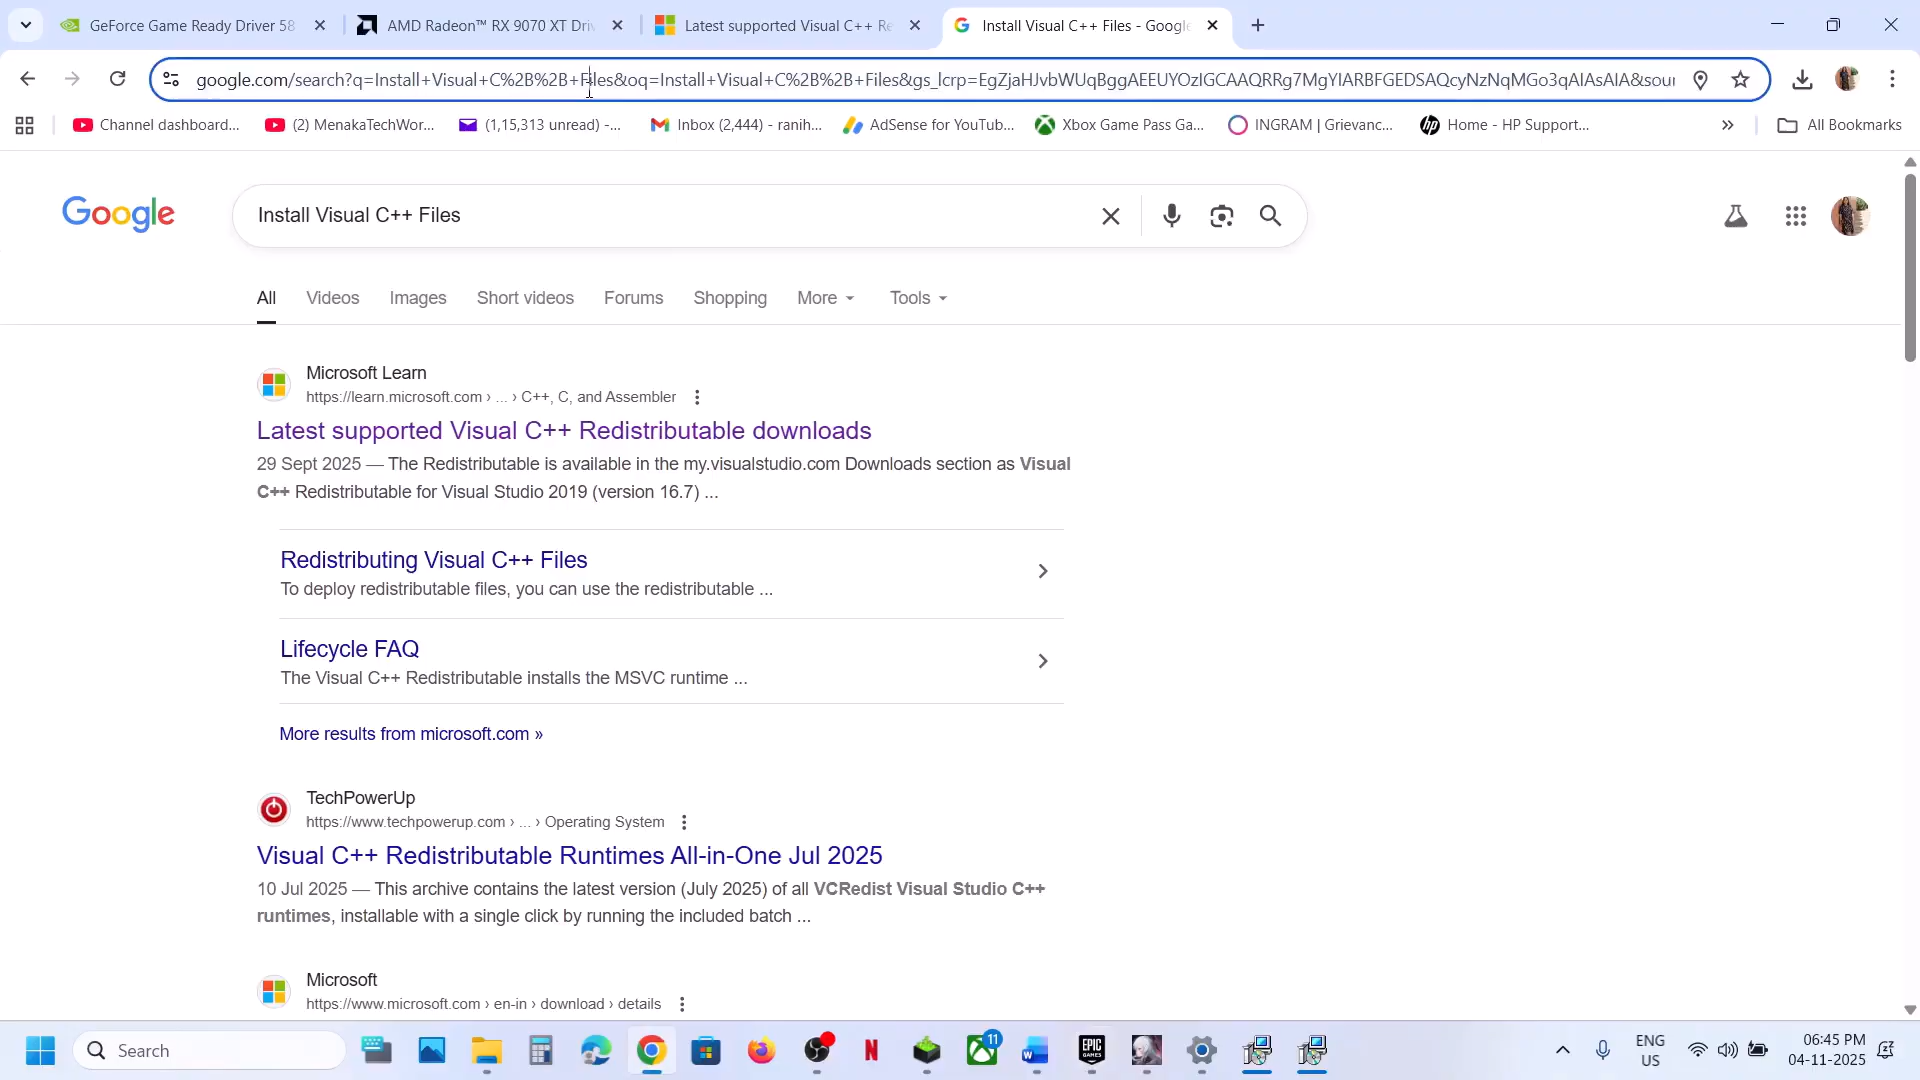 GeForce Game Ready Driver 58
AMD Radeon™ RX 9070 XT Driv
Latest supported Visual C++ Re
Install Visual C++ Files - Google
google.com/search?q=Install+Visual+C%2B%2B+Files&oq=Install+Visual+C%2B%2B+Files&gs_lcrp=EgZjaHJvbWUqBggAEEUYOzIGCAAQRRg7MgYIARBFGEDSAQcyNzNqMGo3qAIAsAIA&sour
Channel dashboard...
(2) MenakaTechWor...
(1,15,313 unread) -...
Inbox (2,444) - ranih...
AdSense for YouTub...
Xbox Game Pass Ga...
INGRAM | Grievanc...
Home - HP Support...
All Bookmarks
Google
Install Visual C++ Files
All
Videos
Images
Short videos
Forums
Shopping
More
Tools
Microsoft Learn
https://learn.microsoft.com › ... › C++, C, and Assembler
Latest supported Visual C++ Redistributable downloads
29 Sept 2025 — The Redistributable is available in the my.visualstudio.com Downloads section as Visual
C++ Redistributable for Visual Studio 2019 (version 16.7) ...
Redistributing Visual C++ Files
To deploy redistributable files, you can use the redistributable ...
Lifecycle FAQ
The Visual C++ Redistributable installs the MSVC runtime ...
More results from microsoft.com »
TechPowerUp
https://www.techpowerup.com › ... › Operating System
Visual C++ Redistributable Runtimes All-in-One Jul 2025
10 Jul 2025 — This archive contains the latest version (July 2025) of all VCRedist Visual Studio C++
runtimes, installable with a single click by running the included batch ...
Microsoft
https://www.microsoft.com › en-in › download › details
Search
11
EPIC GAMES
ENG
US
06:45 PM
04-11-2025